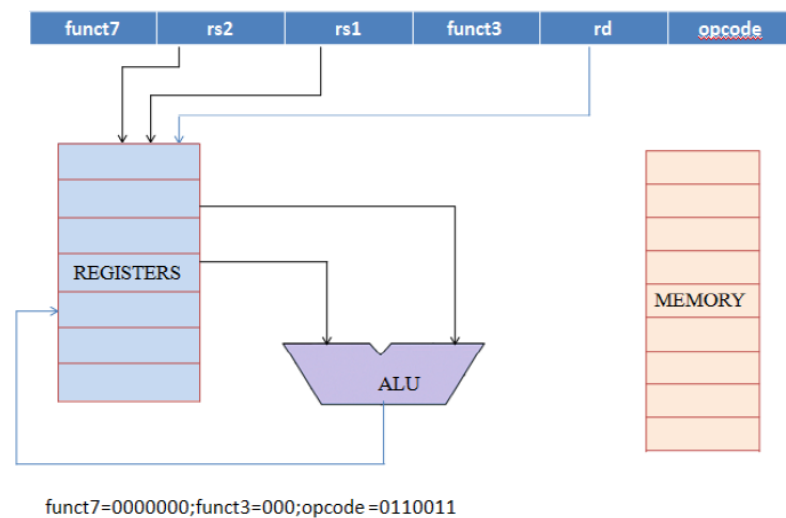 funct7 rs2 rs1 funct3 rd opcode
REGISTERS
MEMORY
ALU
funct7=0000000;funct3=000;opcode=0110011